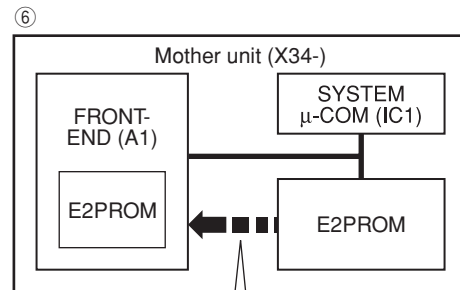 ⑥
Mother unit (X34-)
FRONT-
END (A1)
E2PROM
SYSTEM
μ-COM (IC1)
E2PROM